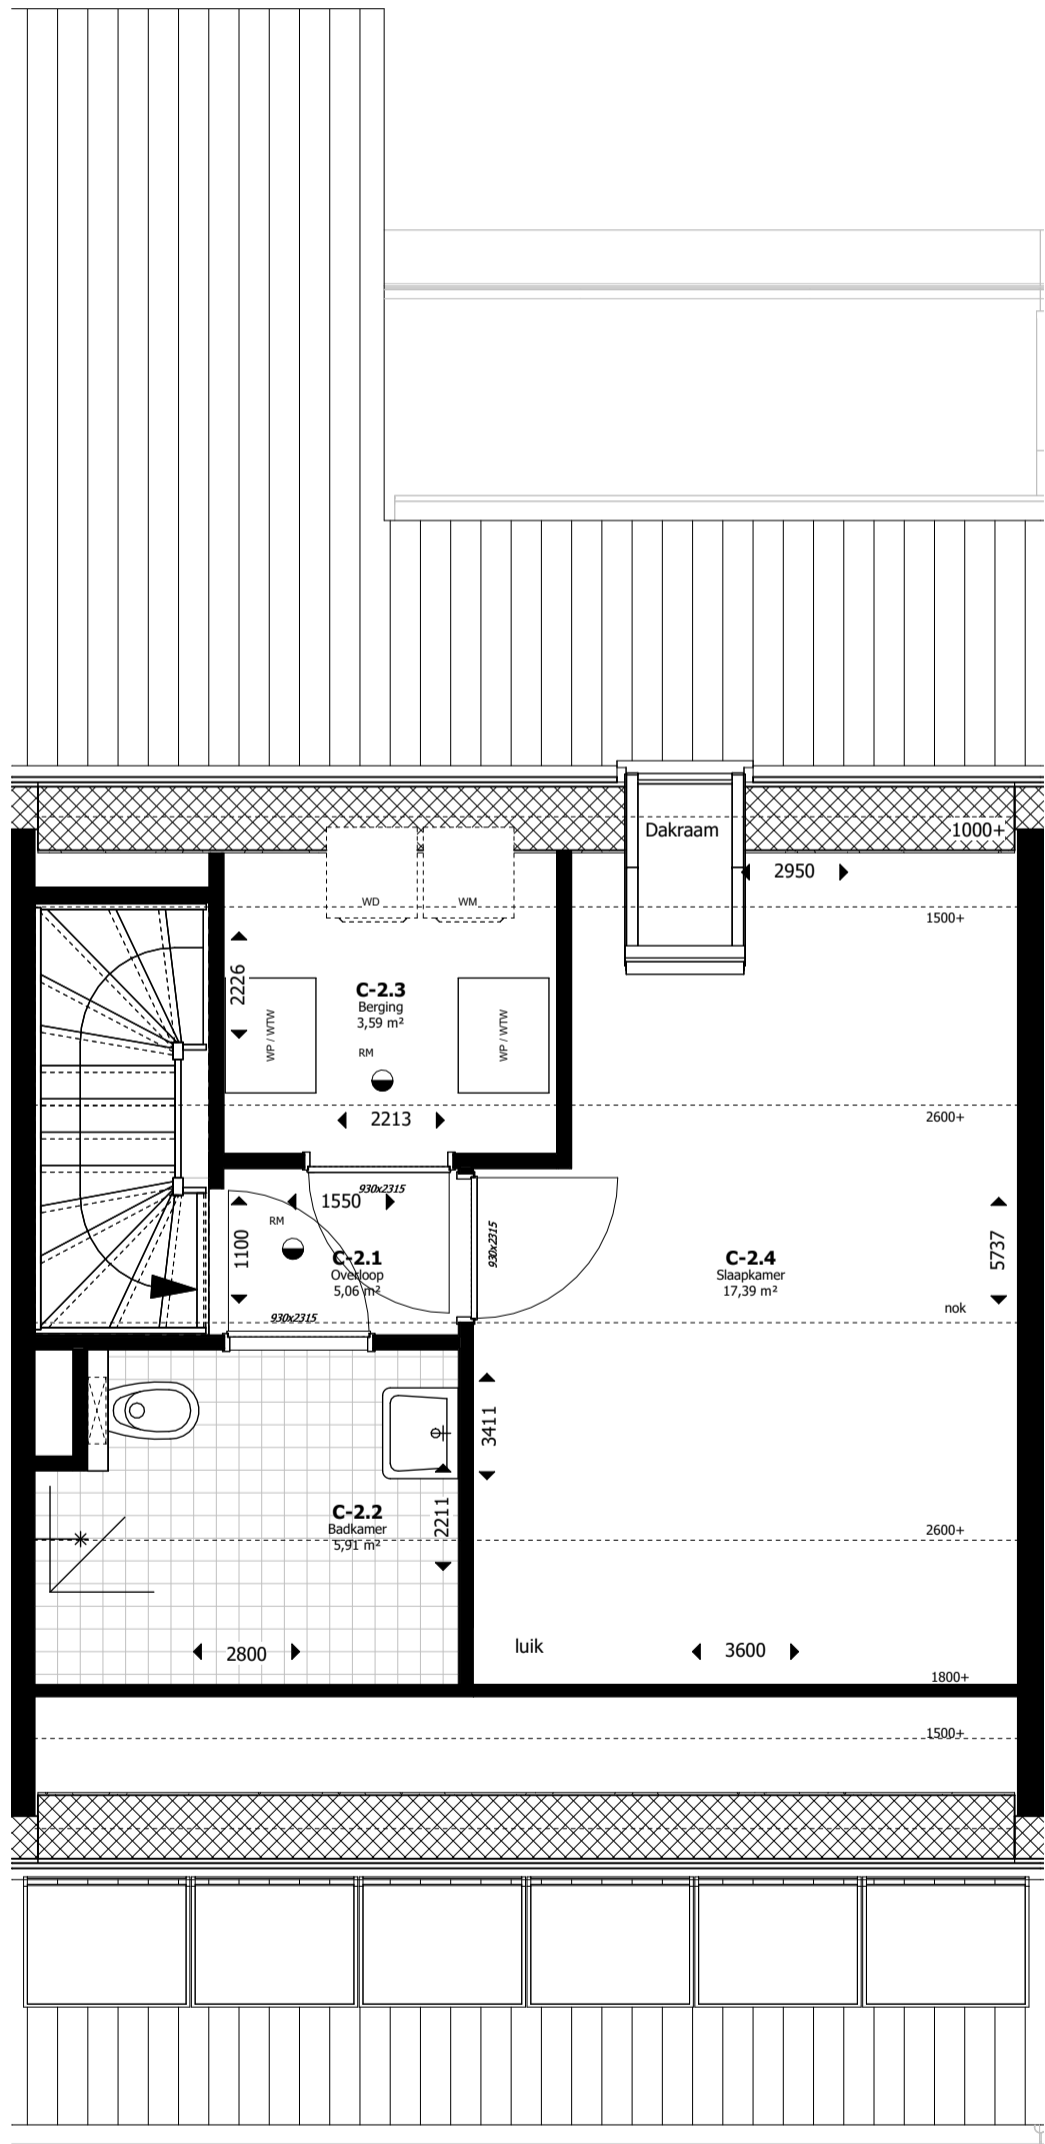 Dakraam
1000+
2950
WD
WM
1500+
2226
WP / WTW
C-2.3
Berging
3,59 m²
RM
WP / WTW
2213
2600+
930x2315
1550
RM
1100
C-2.1
Overloop
5,06 m²
930x2315
930x2315
C-2.4
Slaapkamer
17,39 m²
5737
nok
3411
C-2.2
Badkamer
5,91 m²
2211
2600+
2800
luik
3600
1800+
1500+